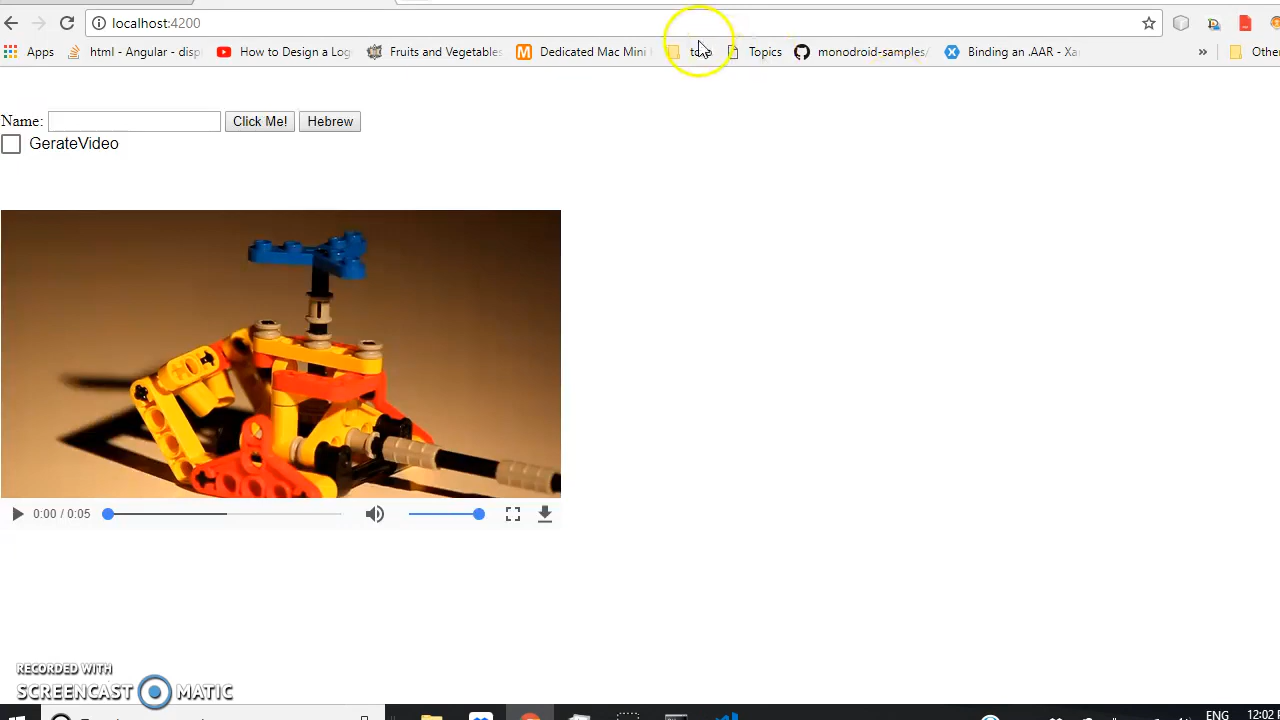 localhost:4200
Apps html - Angular - disp How to Design a Log Fruits and Vegetables Dedicated Mac Mini Topics monodroid-samples/ Binding an .AAR - Xa » Othe
Name: Click Me! Hebrew
GerateVideo
0:00 / 0:05
RECORDED WITH
SCREENCAST MATIC
ENG
12:02